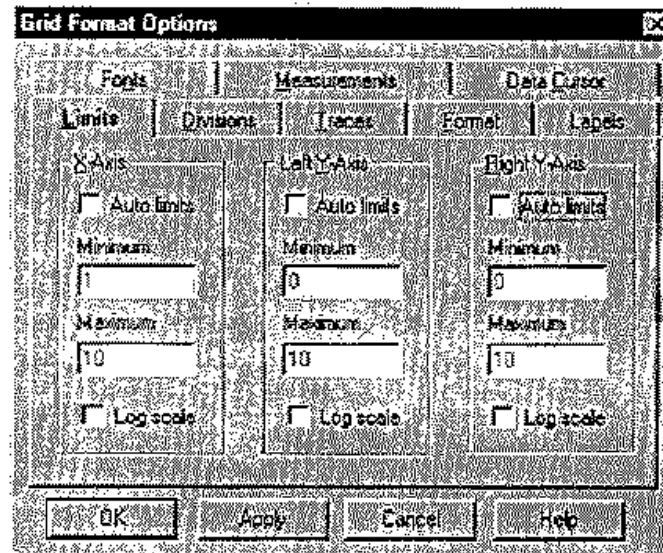 Grid Format Options
Fonts Measurements Data Cursor
Limits Divisions Traces Format Labels
X-Axis Left Y-Axis Right Y-Axis
Auto limits Auto limits Auto limits
Minimum Minimum Minimum
1 0 0
Maximum Maximum Maximum
10 10 10
Log scale Log scale Log scale
OK Apply Cancel Help